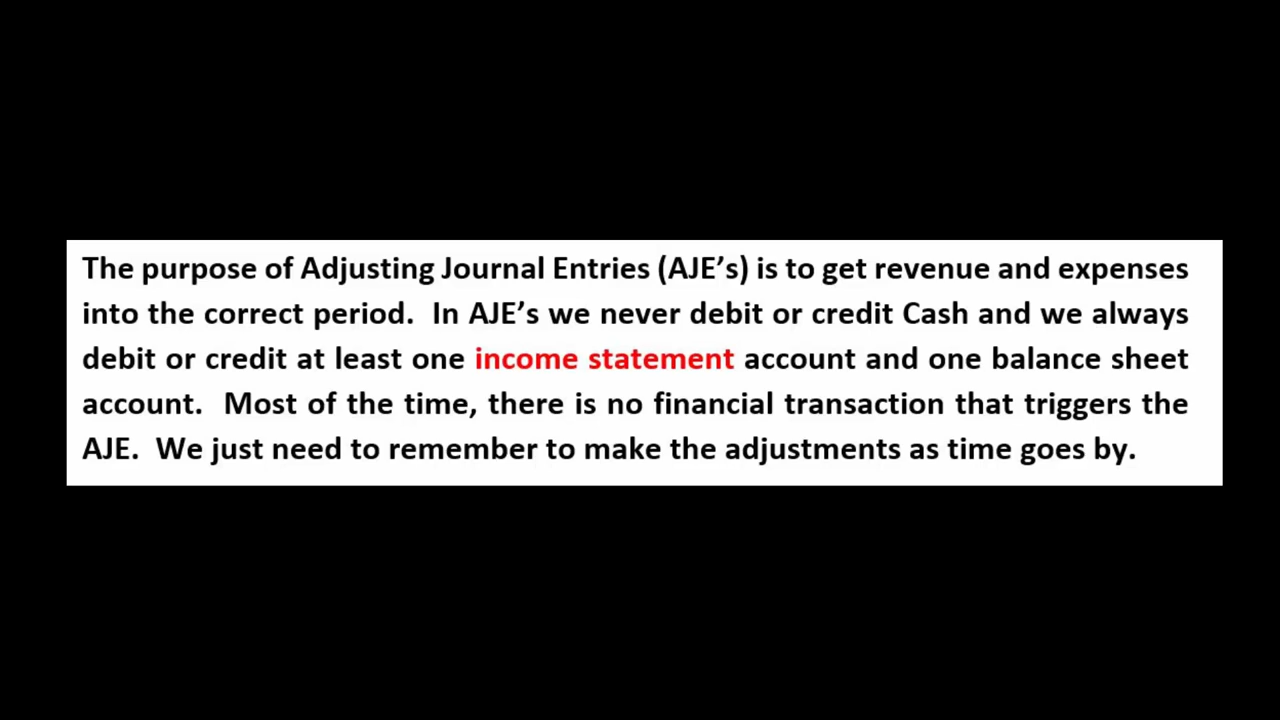 The purpose of Adjusting Journal Entries (AJE’s) is to get revenue and expenses
into the correct period.  In AJE’s we never debit or credit Cash and we always
debit or credit at least one income statement account and one balance sheet
account.  Most of the time, there is no financial transaction that triggers the
AJE.  We just need to remember to make the adjustments as time goes by.